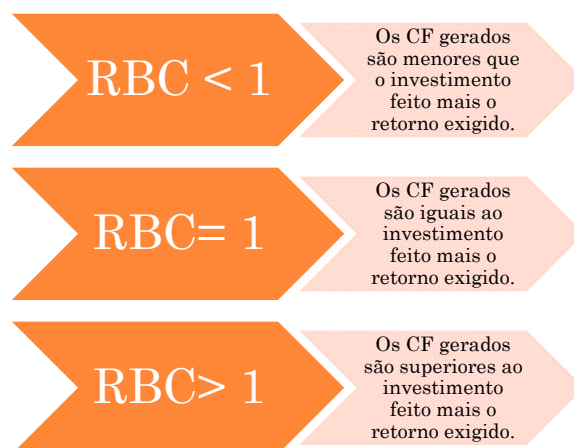 RBC < 1
Os CF gerados
são menores que
o investimento
feito mais o
retorno exigido.
RBC= 1
Os CF gerados
são iguais ao
investimento
feito mais o
retorno exigido.
RBC> 1
Os CF gerados
são superiores ao
investimento
feito mais o
retorno exigido.